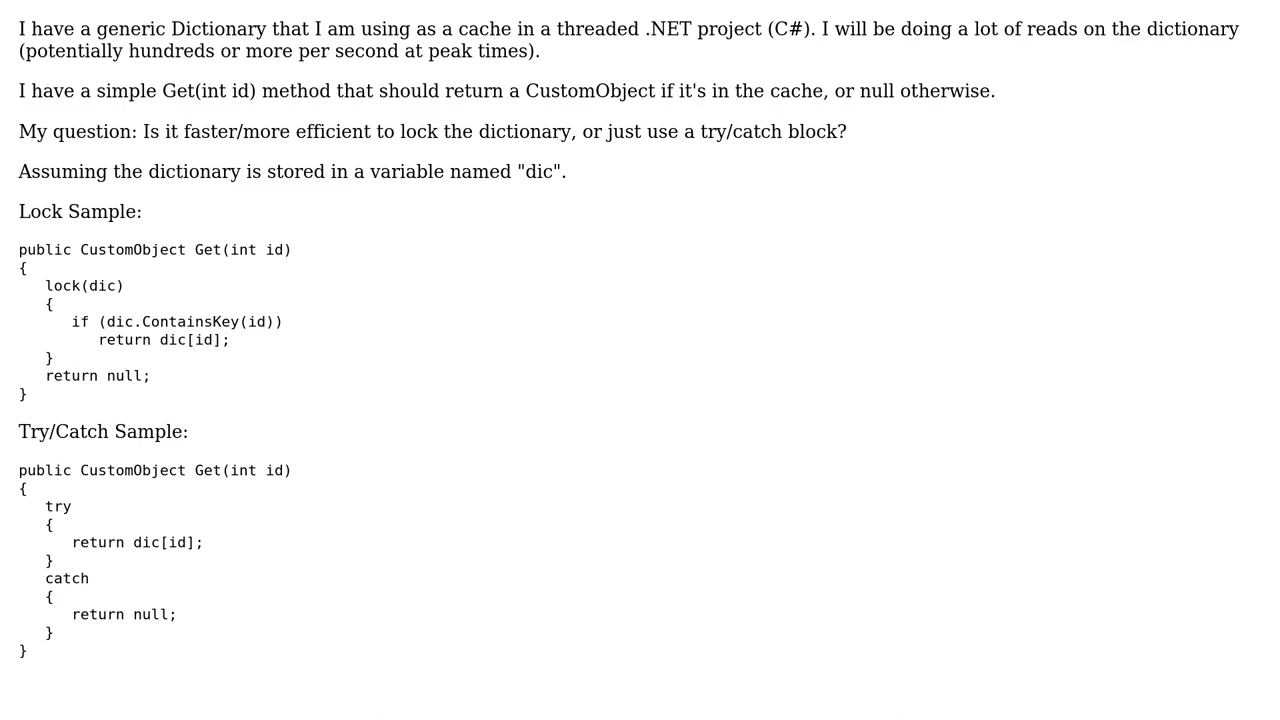 I have a generic Dictionary that I am using as a cache in a threaded .NET project (C#). I will be doing a lot of reads on the dictionary
(potentially hundreds or more per second at peak times).
I have a simple Get(int id) method that should return a CustomObject if it's in the cache, or null otherwise.
My question: Is it faster/more efficient to lock the dictionary, or just use a try/catch block?
Assuming the dictionary is stored in a variable named "dic".
Lock Sample:
public CustomObject Get(int id)
{
   lock(dic)
   {
      if (dic.ContainsKey(id))
         return dic[id];
   }
   return null;
}
Try/Catch Sample:
public CustomObject Get(int id)
{
   try
   {
      return dic[id];
   }
   catch
   {
      return null;
   }
}